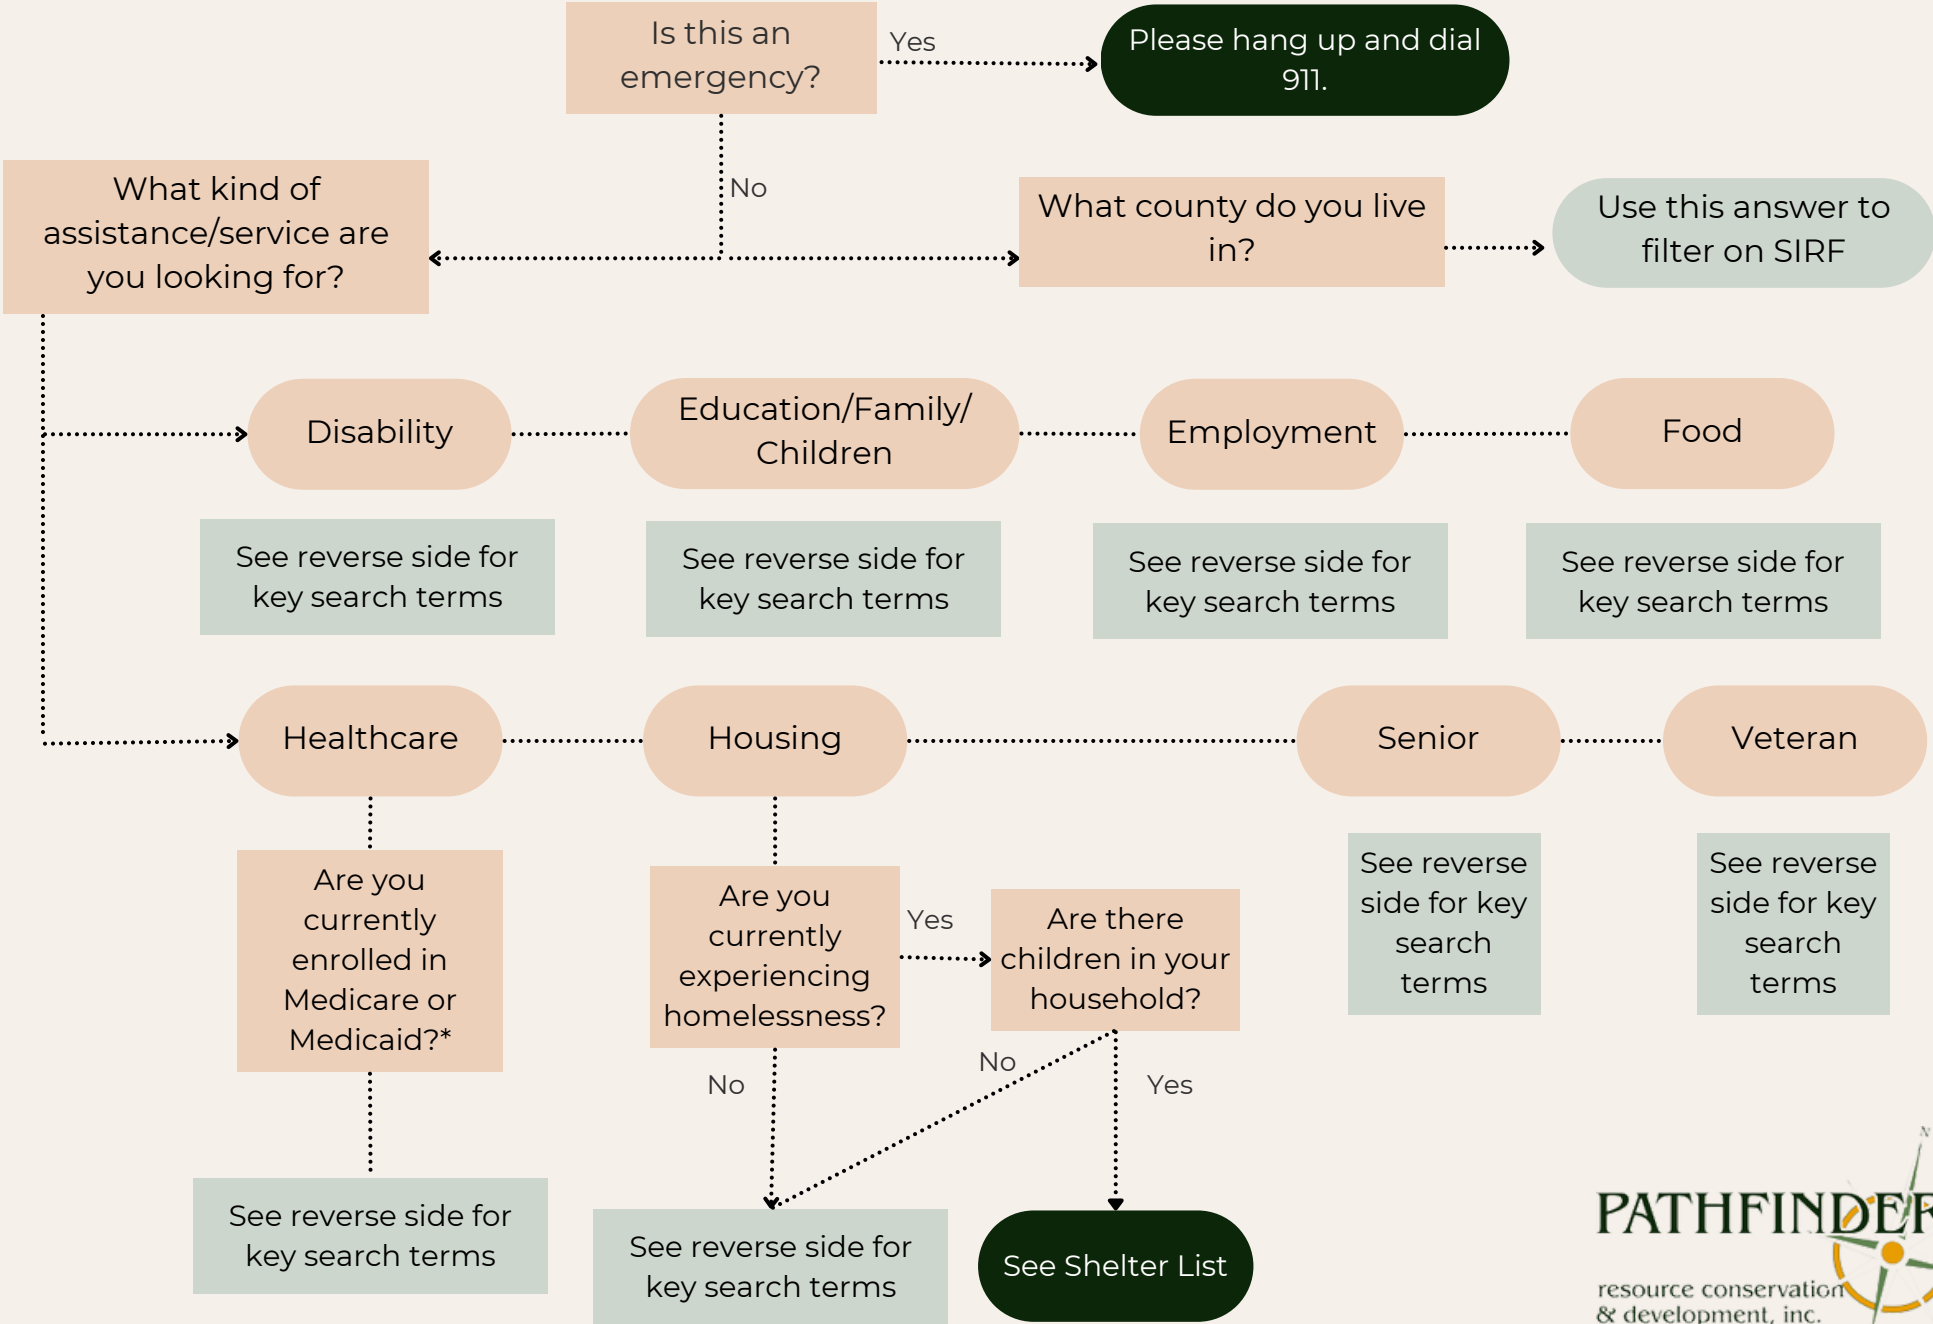 Is this an
emergency?
Yes
Please hang up and dial
911.
No
What kind of
assistance/service are
you looking for?
What county do you live
in?
Use this answer to
filter on SIRF
Disability
Education/Family/
Children
Employment
Food
See reverse side for
key search terms
See reverse side for
key search terms
See reverse side for
key search terms
See reverse side for
key search terms
Healthcare
Housing
Senior
Veteran
Are you
currently
enrolled in
Medicare or
Medicaid?*
Are you
currently
experiencing
homelessness?
Yes
Are there
children in your
household?
See reverse
side for key
search
terms
See reverse
side for key
search
terms
No
No
Yes
See reverse side for
key search terms
See reverse side for
key search terms
See Shelter List
N
PATHFINDER
resource conservation
& development, inc.